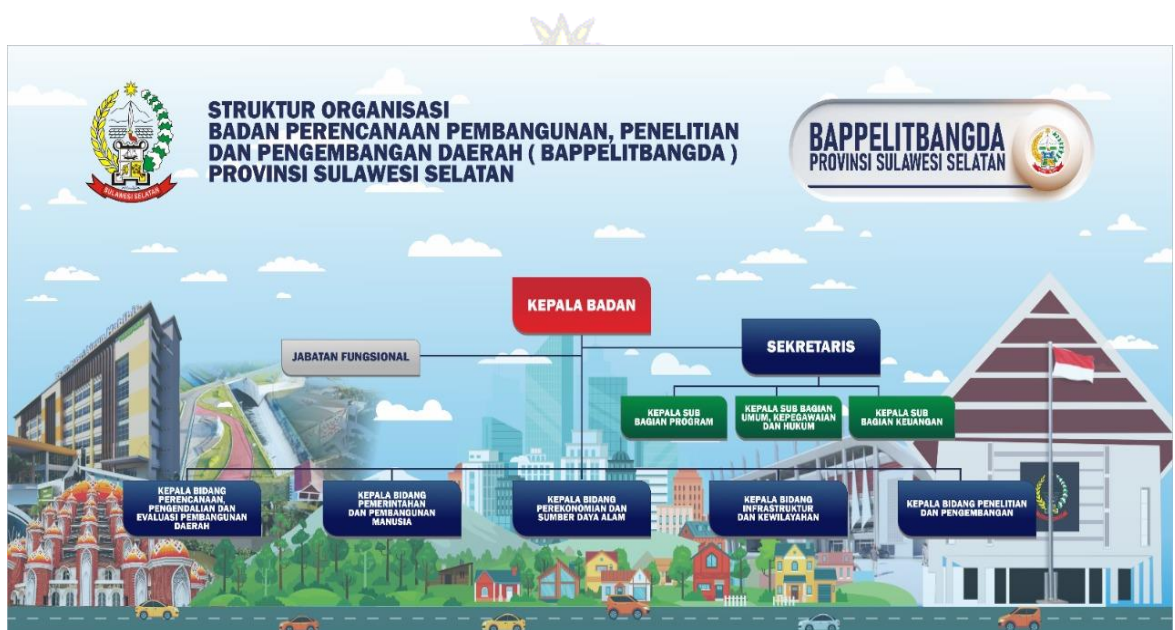 SULAWESI SELATAN
STRUKTUR ORGANISASI
BADAN PERENCANAAN PEMBANGUNAN, PENELITIAN
DAN PENGEMBANGAN DAERAH ( BAPPELITBANGDA )
PROVINSI SULAWESI SELATAN
BAPPELITBANGDA
PROVINSI SULAWESI SELATAN
KEPALA BADAN
JABATAN FUNGSIONAL
SEKRETARIS
KEPALA SUB
BAGIAN PROGRAM
KEPALA SUB BAGIAN
UMUM, KEPEGAWAIAN
DAN HUKUM
KEPALA SUB
BAGIAN KEUANGAN
KEPALA BIDANG
PERENCANAAN,
PENGENDALIAN DAN
EVALUASI PEMBANGUNAN
DAERAH
KEPALA BIDANG
PEMERINTAHAN
DAN PEMBANGUNAN
MANUSIA
KEPALA BIDANG
PEREKONOMIAN DAN
SUMBER DAYA ALAM
KEPALA BIDANG
INFRASTRUKTUR
DAN KEWILAYAHAN
KEPALA BIDANG PENELITIAN
DAN PENGEMBANGAN